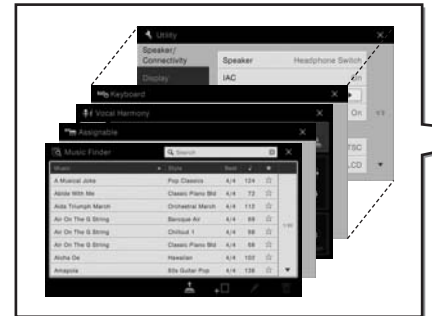 Utility
Speaker/
Connectivity
Speaker Headphone Switch
Display
IAC On
Keyboard
On
Vocal Harmony
Assignable
TSC
LCD
Music Finder Search
Music Style Beat
A Musical Joke Pop Classics 4/4 124
Abide With Me Classic Piano Bld 4/4 72
Aida Triumph March Orchestral March 4/4 112
Air On The G String Baroque Air 4/4 66
Air On The G String Chillout 1 4/4
Air On The G String Classic Piano Bld 4/4
Aloha Oe Hawaiian 4/4 102
Amapola 60s Guitar Pop 4/4 138